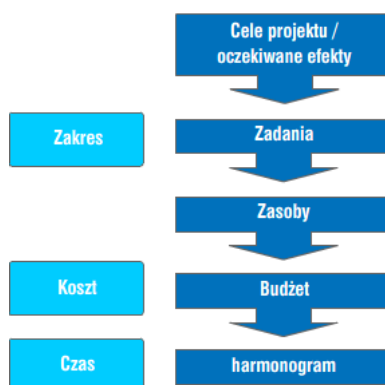 Cele projektu /
oczekiwane efekty
Zakres
Zadania
Zasoby
Koszt
Budżet
Czas
harmonogram